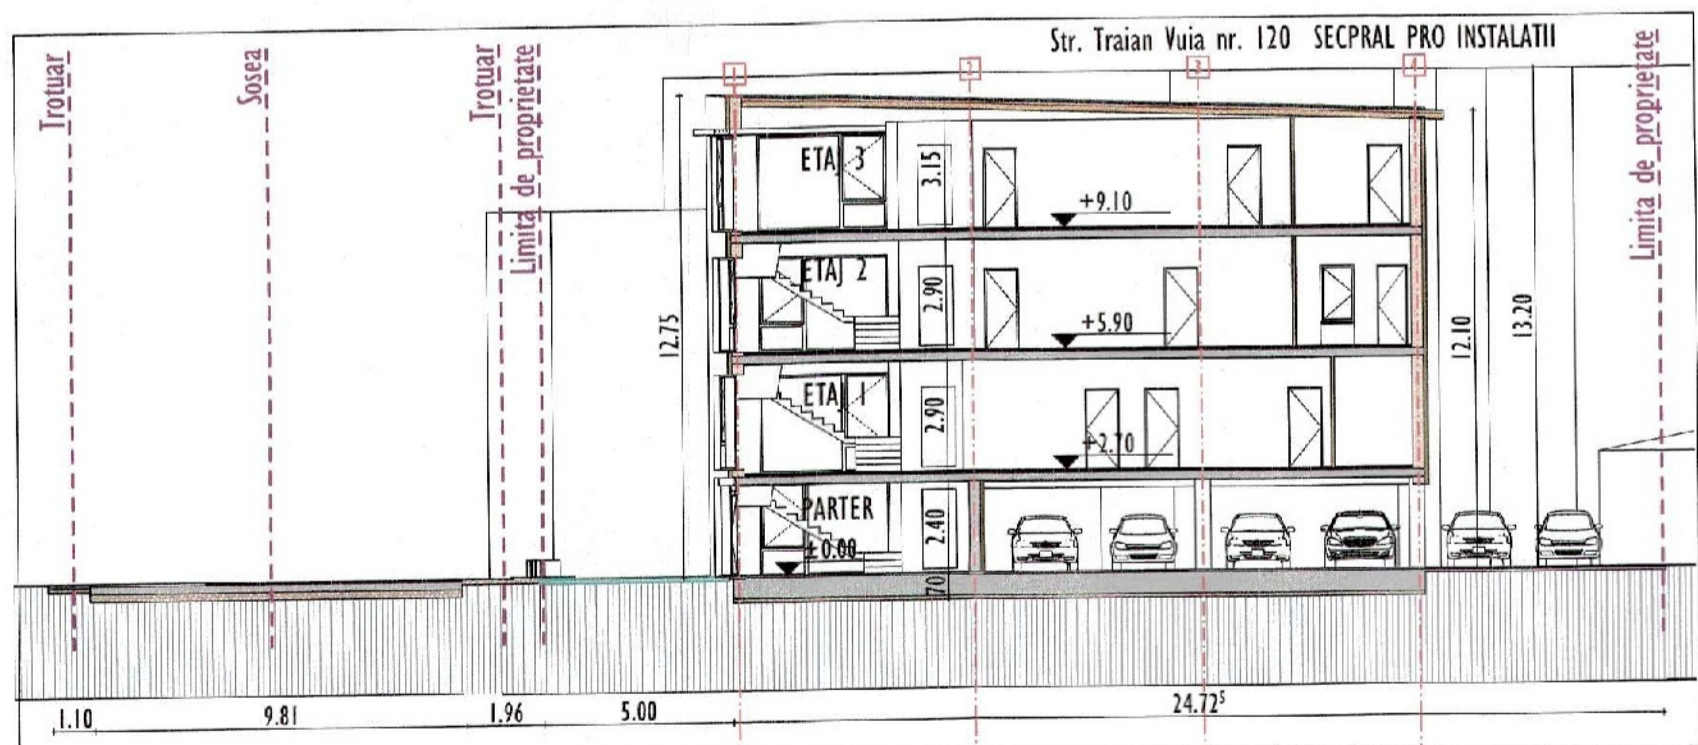 Str. Traian Vuia nr. 120 SECPRAL PRO INSTALATII
Trotuar
Sosea
Trotuar
Limita de proprietate
Limita de proprietate
1
2
3
4
ETAJ 3
3.15
+9.10
ETAJ 2
2.90
+5.90
12.75
12.10
13.20
ETAJ 1
2.90
+2.70
PARTER
2.40
±0.00
70
1.10
9.81
1.96
5.00
24.72⁵